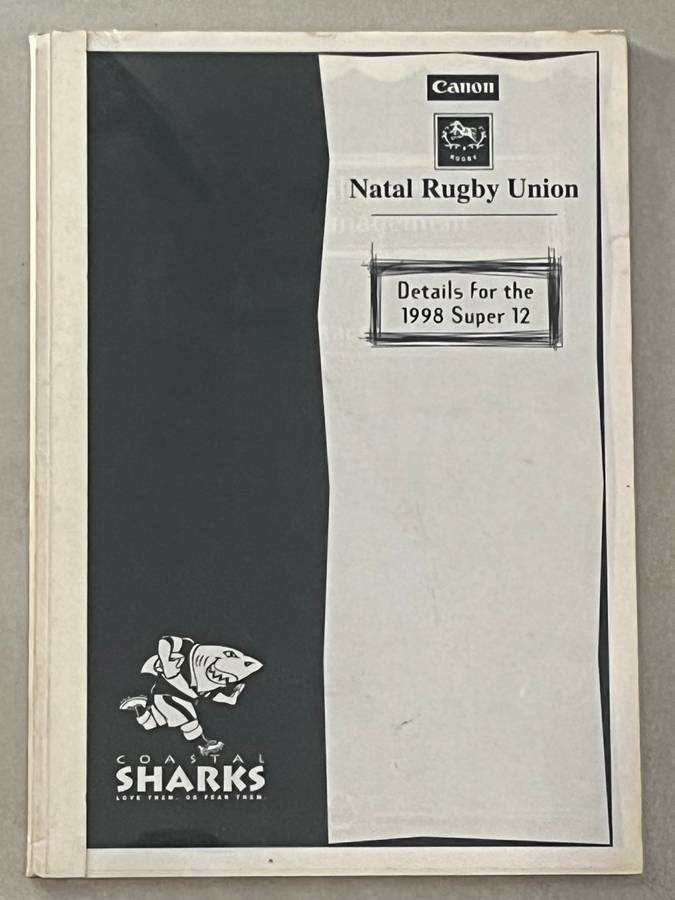 Canon
RUGBY
Natal Rugby Union
Details for the
1998 Super 12
COASTAL
SHARKS
LOVE THEM. OR FEAR THEM.